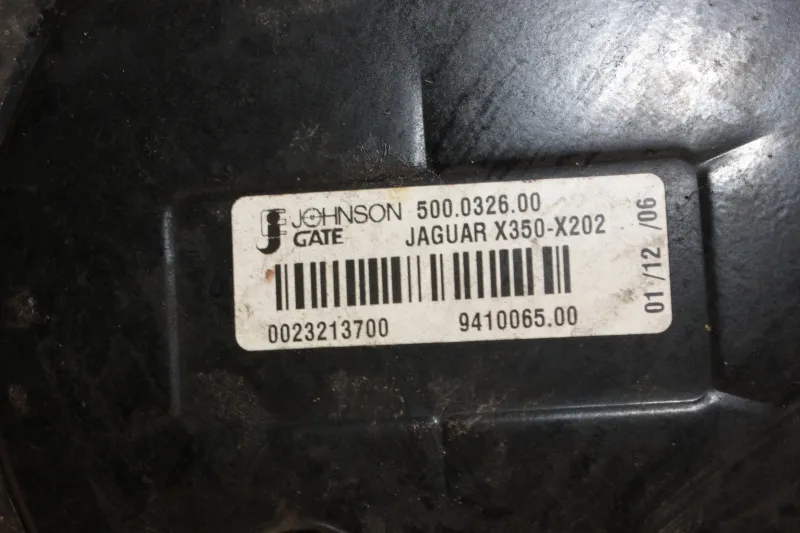 JOHNSON 500.0326.00
GATE JAGUAR X350-X202
0023213700 9410065.00
01/12 /06